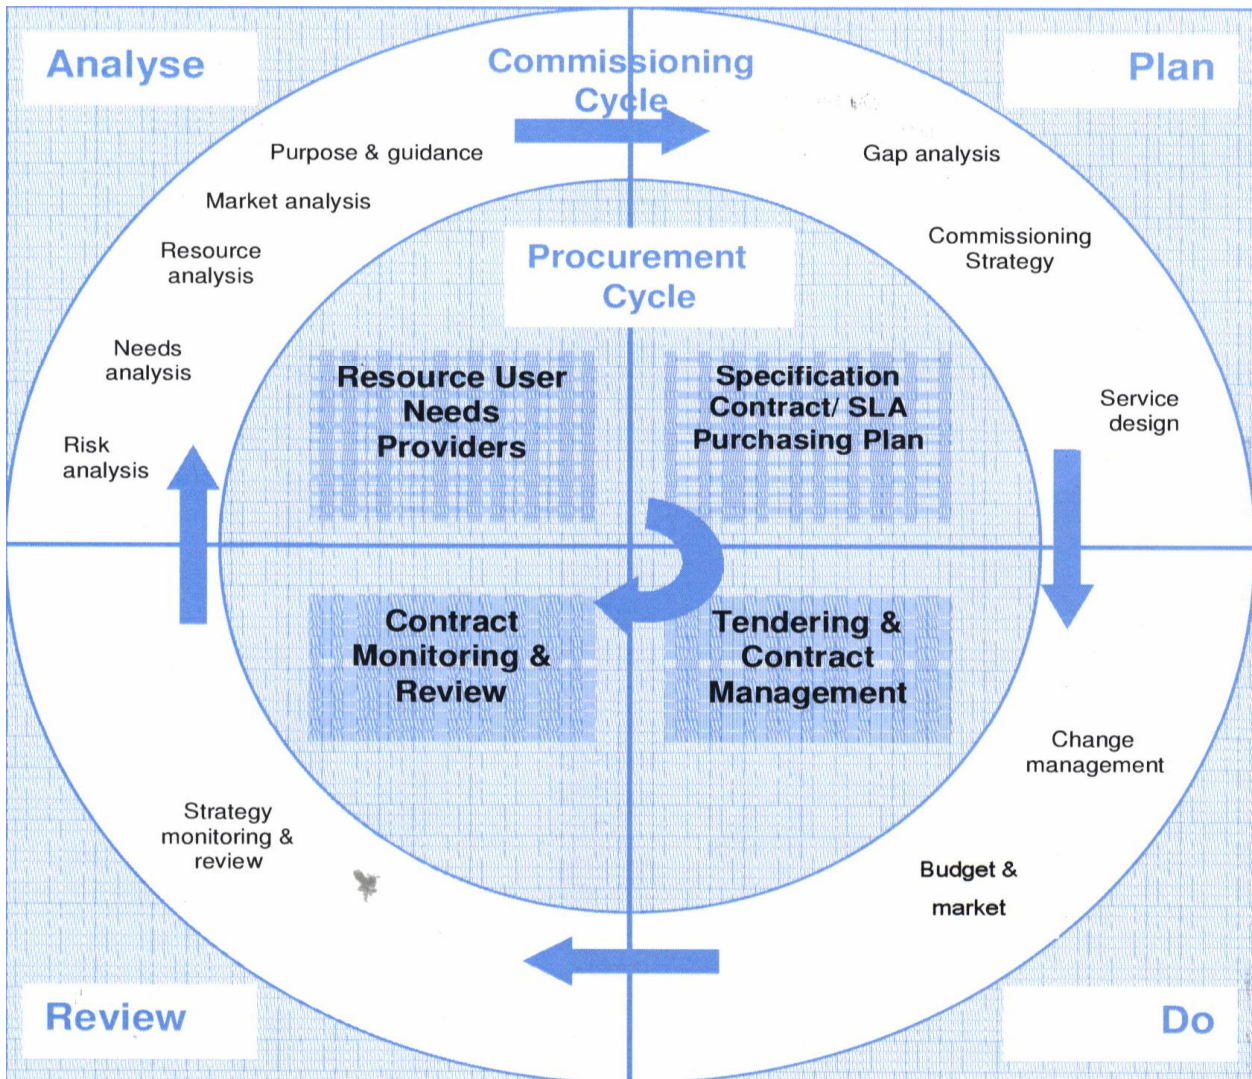 Analyse
Commissioning
Cycle
Plan
Purpose & guidance
Market analysis
Resource
analysis
Needs
analysis
Risk
analysis
Gap analysis
Commissioning
Strategy
Service
design
Procurement
Cycle
Resource User
Needs
Providers
Specification
Contract/ SLA
Purchasing Plan
Contract
Monitoring &
Review
Tendering &
Contract
Management
Change
management
Budget &
market
Strategy
monitoring &
review
Review
Do